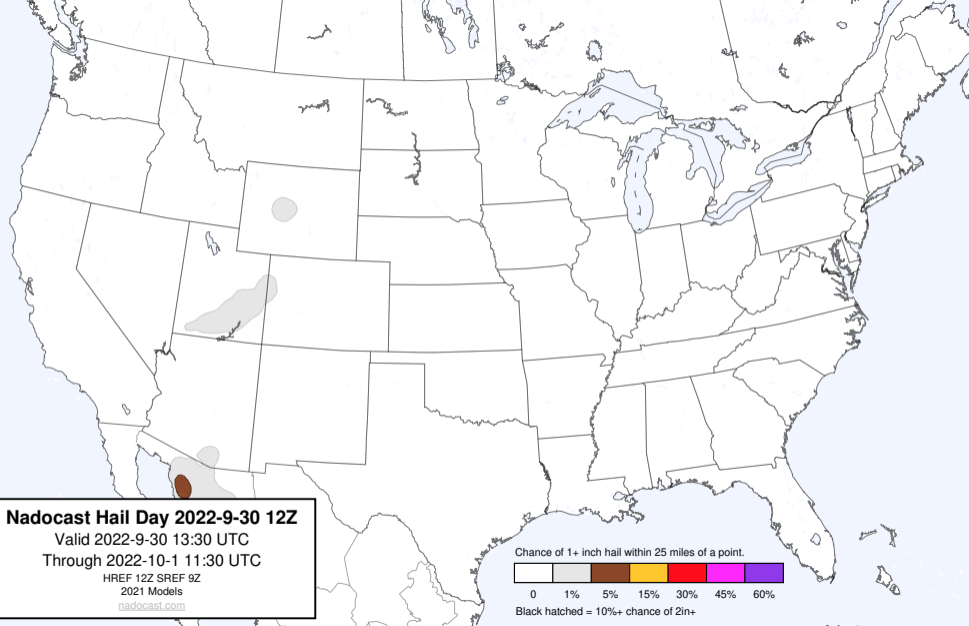 Nadocast Hail Day 2022-9-30 12Z
Valid 2022-9-30 13:30 UTC
Through 2022-10-1 11:30 UTC
HREF 12Z SREF 9Z
2021 Models
nadocast.com
Chance of 1+ inch hail within 25 miles of a point.
0 1% 5% 15% 30% 45% 60%
Black hatched = 10%+ chance of 2in+